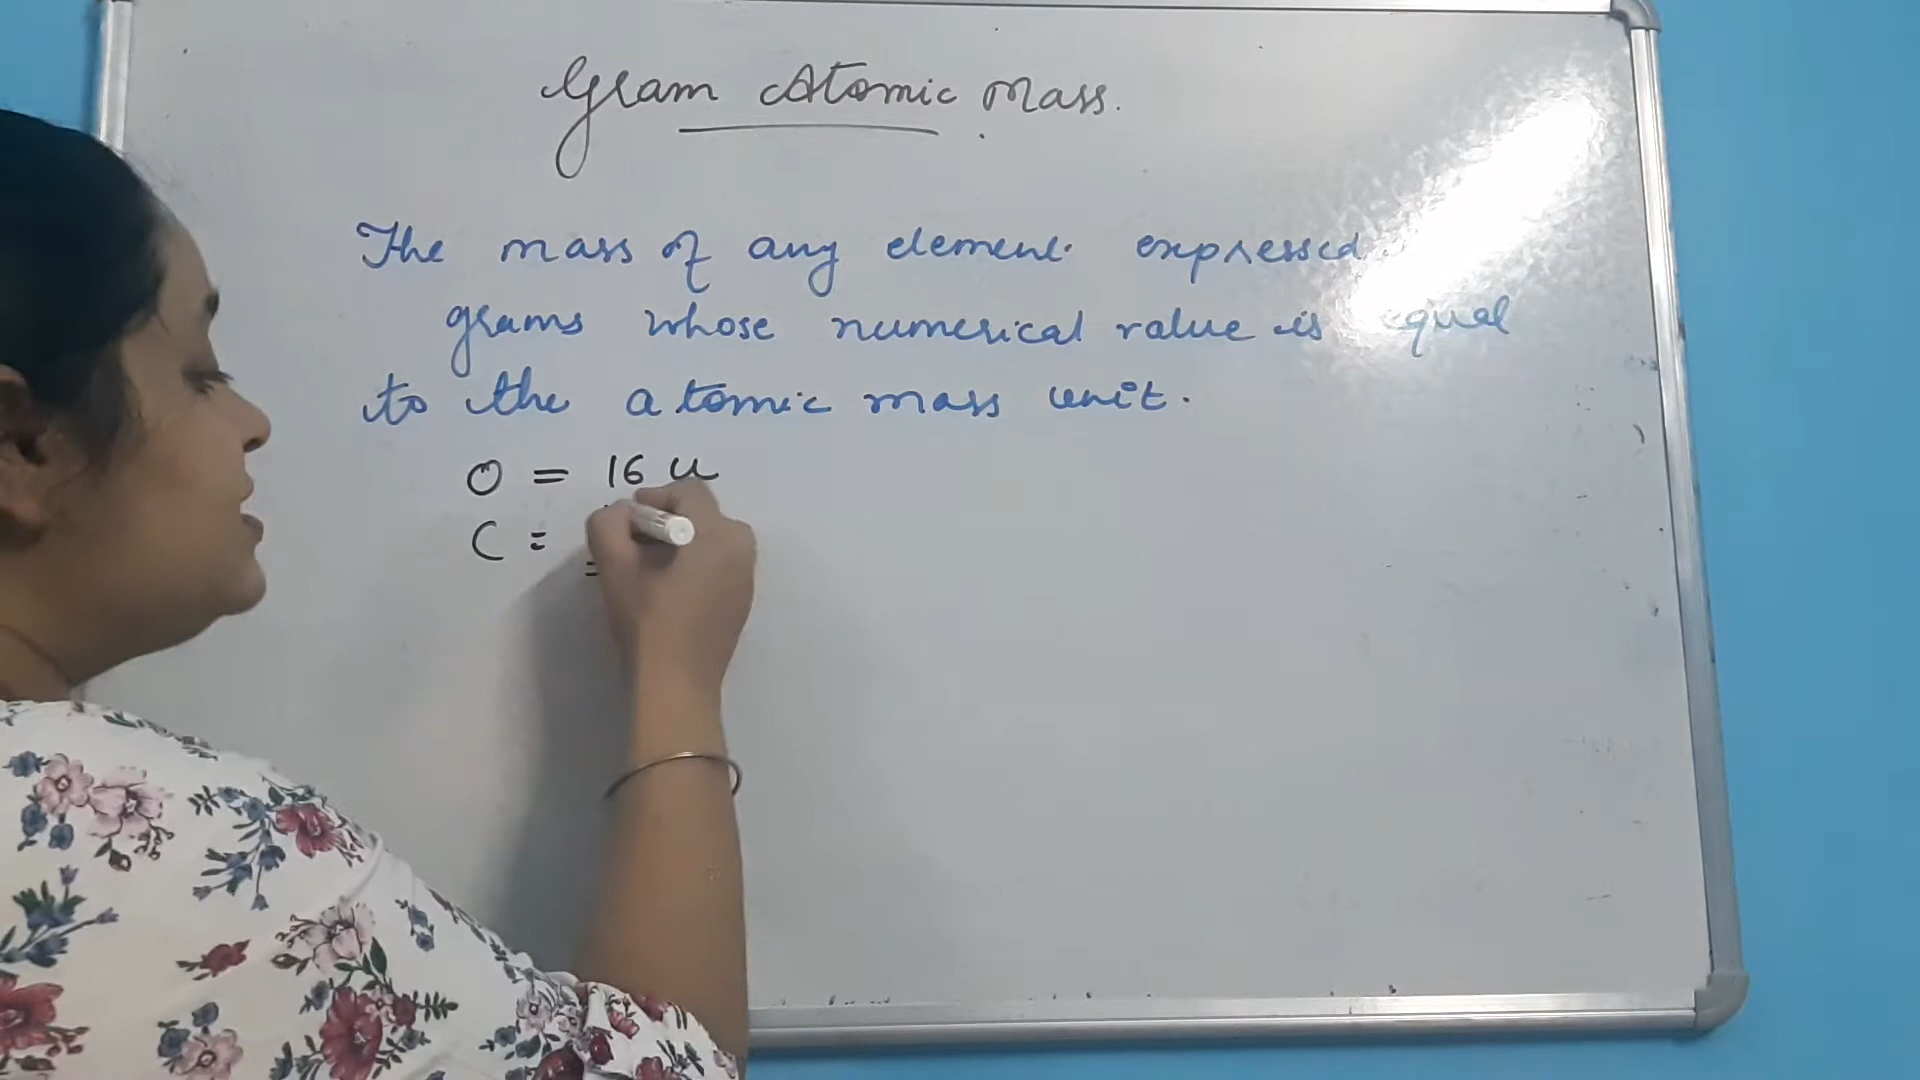 Gram Atomic Mass.
The mass of any element expressed
grams whose numerical value is equal
to the atomic mass unit.
O = 16 u
C =